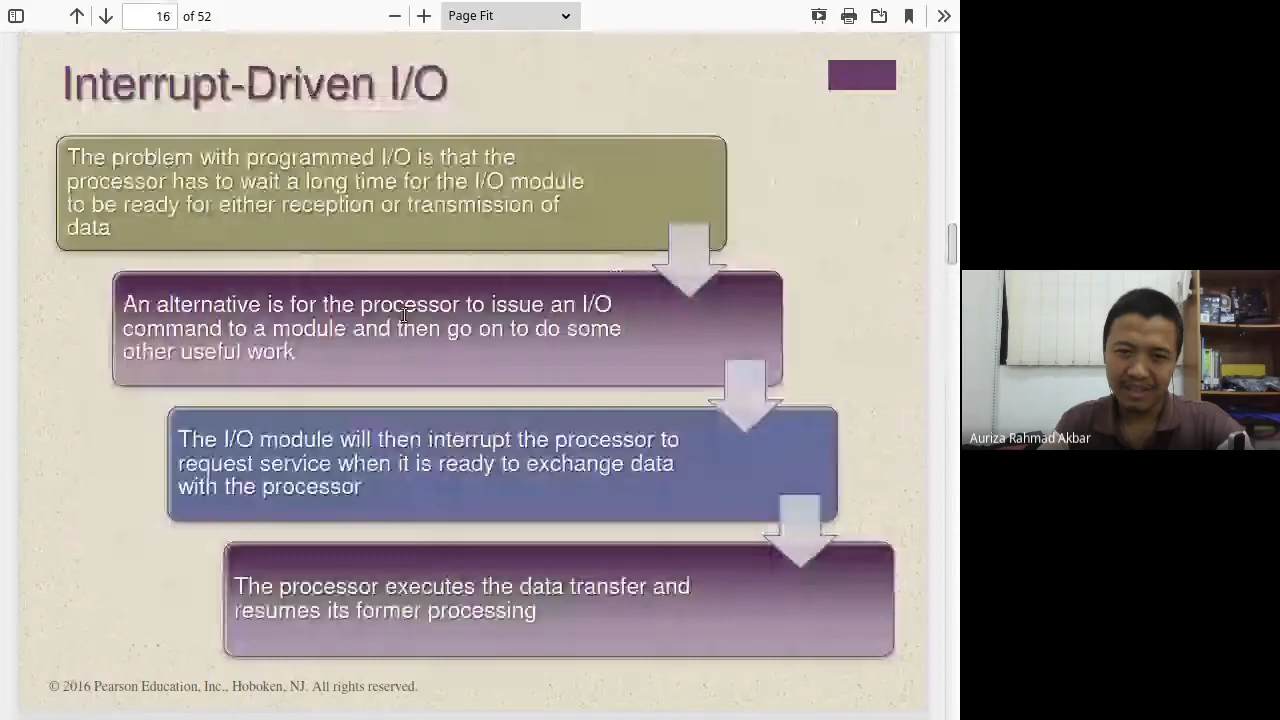 16 of 52
Page Fit
Interrupt-Driven I/O
The problem with programmed I/O is that the
processor has to wait a long time for the I/O module
to be ready for either reception or transmission of
data
An alternative is for the processor to issue an I/O
command to a module and then go on to do some
other useful work
The I/O module will then interrupt the processor to
request service when it is ready to exchange data
with the processor
The processor executes the data transfer and
resumes its former processing
© 2016 Pearson Education, Inc., Hoboken, NJ. All rights reserved.
Auriza Rahmad Akbar